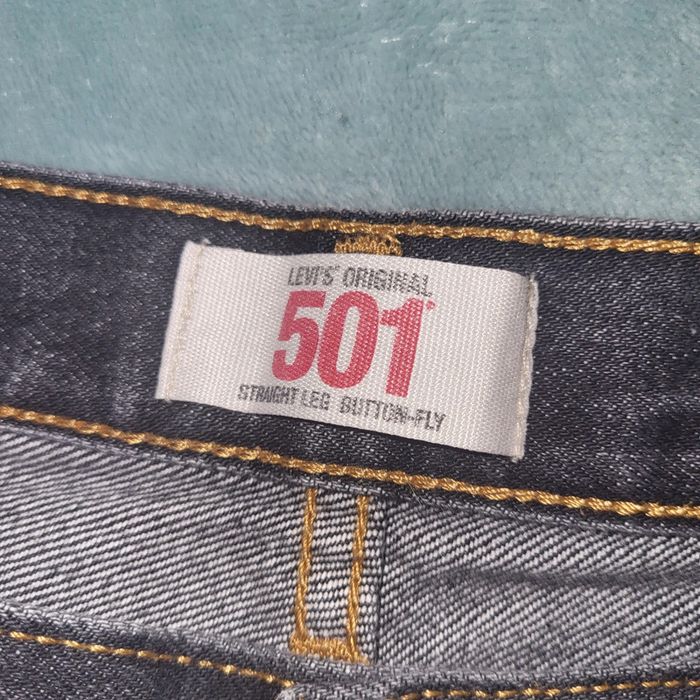 LEVI'S® ORIGINAL
501®
STRAIGHT LEG BUTTON-FLY